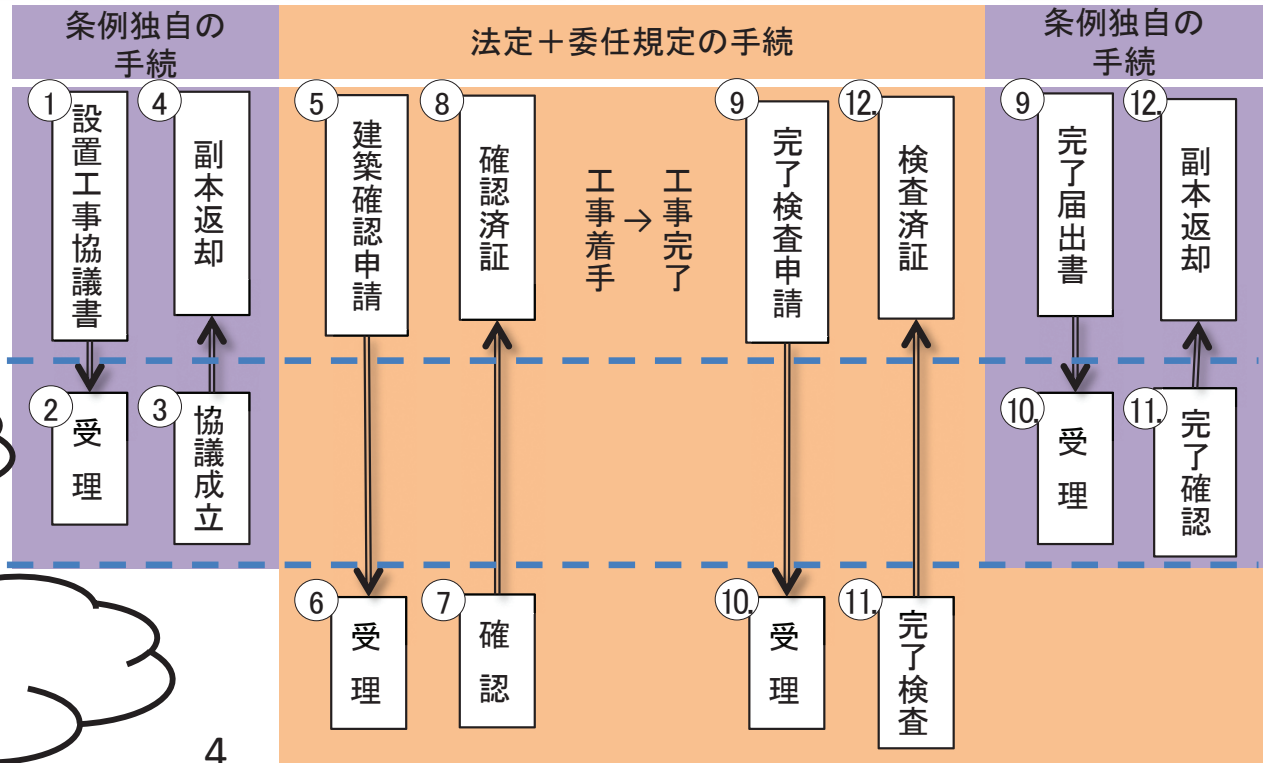 条例独自の
手続
法定＋委任規定の手続
条例独自の
手続
①
設置工事協議書
④
副本返却
⑤
建築確認申請
⑧
確認済証
工事着手
→
工事完了
⑨
完了検査申請
⑫.
検査済証
⑨
完了届出書
⑫.
副本返却
②
受理
③
協議成立
⑩.
受理
⑪.
完了確認
⑥
受理
⑦
確認
⑩.
受理
⑪.
完了検査
4